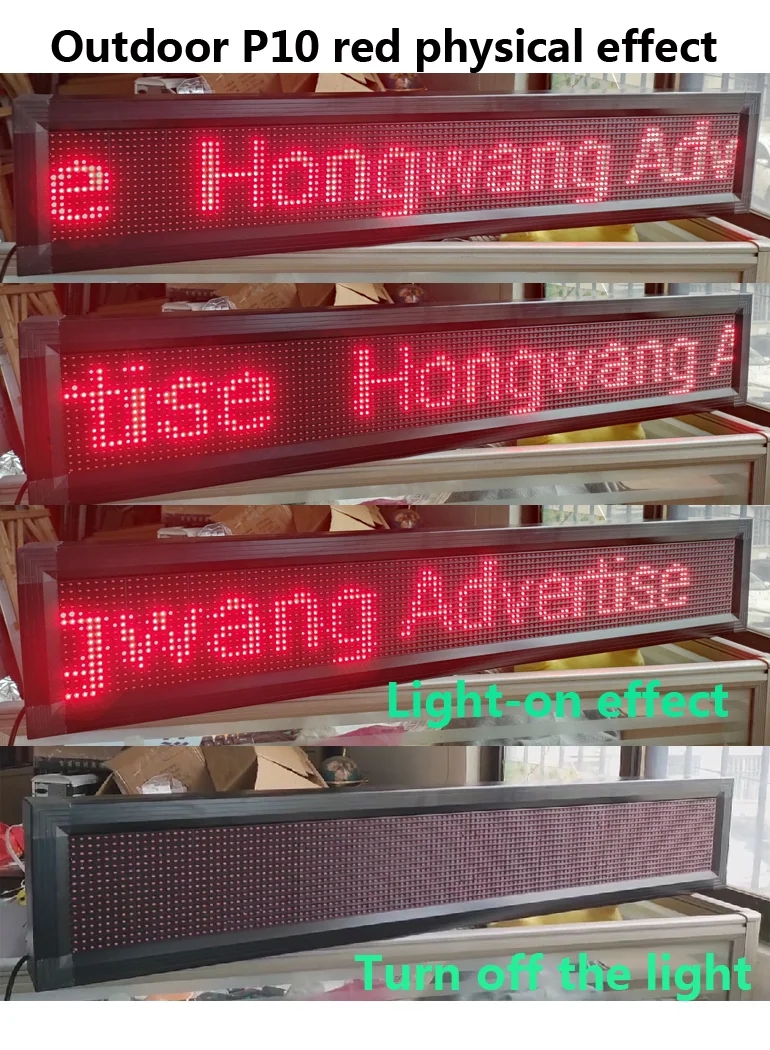 Outdoor P10 red physical effect
e Hongwang Adv
tise Hongwang A
gwang Advertise
Light-on effect
Turn off the light